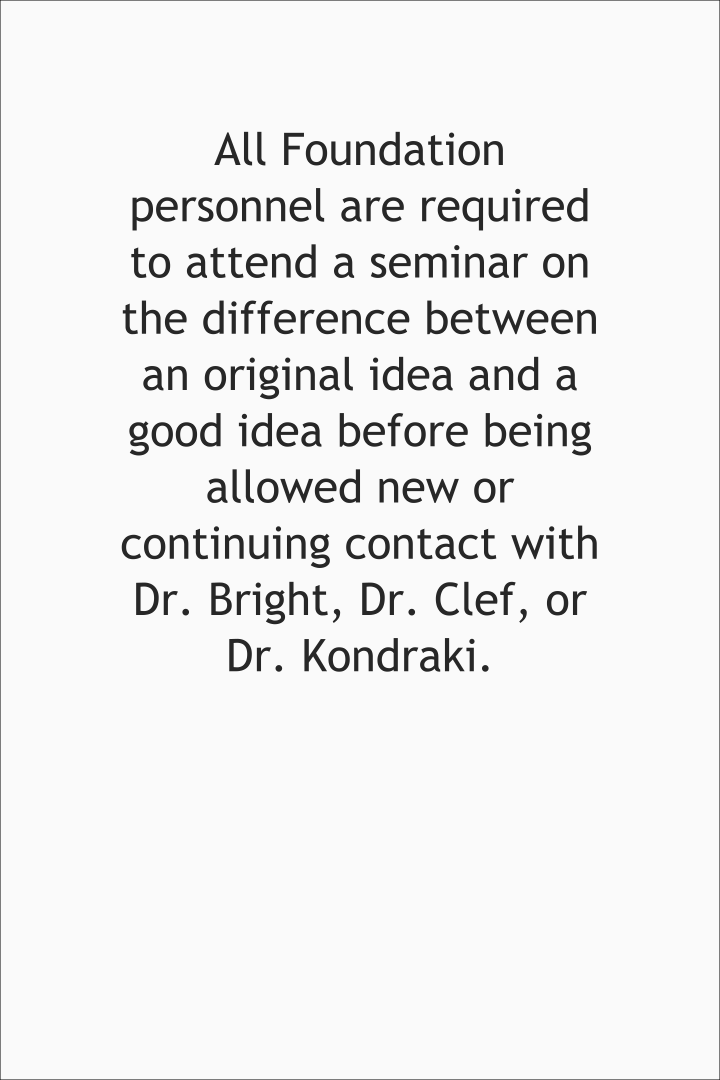 All Foundation
personnel are required
to attend a seminar on
the difference between
an original idea and a
good idea before being
allowed new or
continuing contact with
Dr. Bright, Dr. Clef, or
Dr. Kondraki.